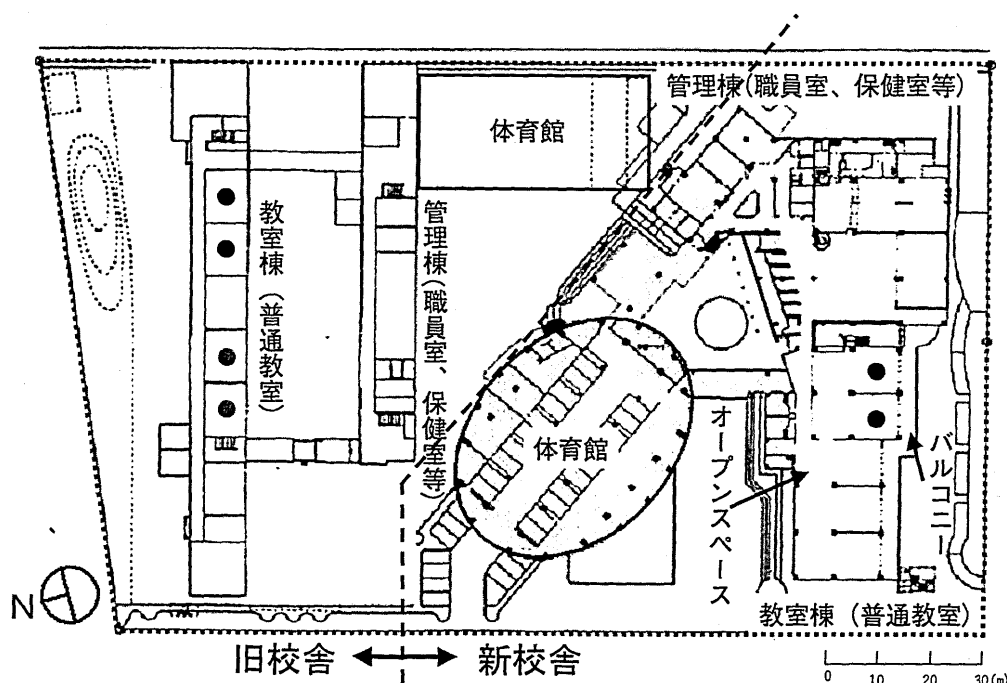 管理棟(職員室、保健室等)
体育館
教室棟（普通教室）
管理棟(職員室、保健室等)
体育館
オープンスペース
バルコニー
教室棟（普通教室）
N
旧校舎
新校舎
0 10 20 30(m)